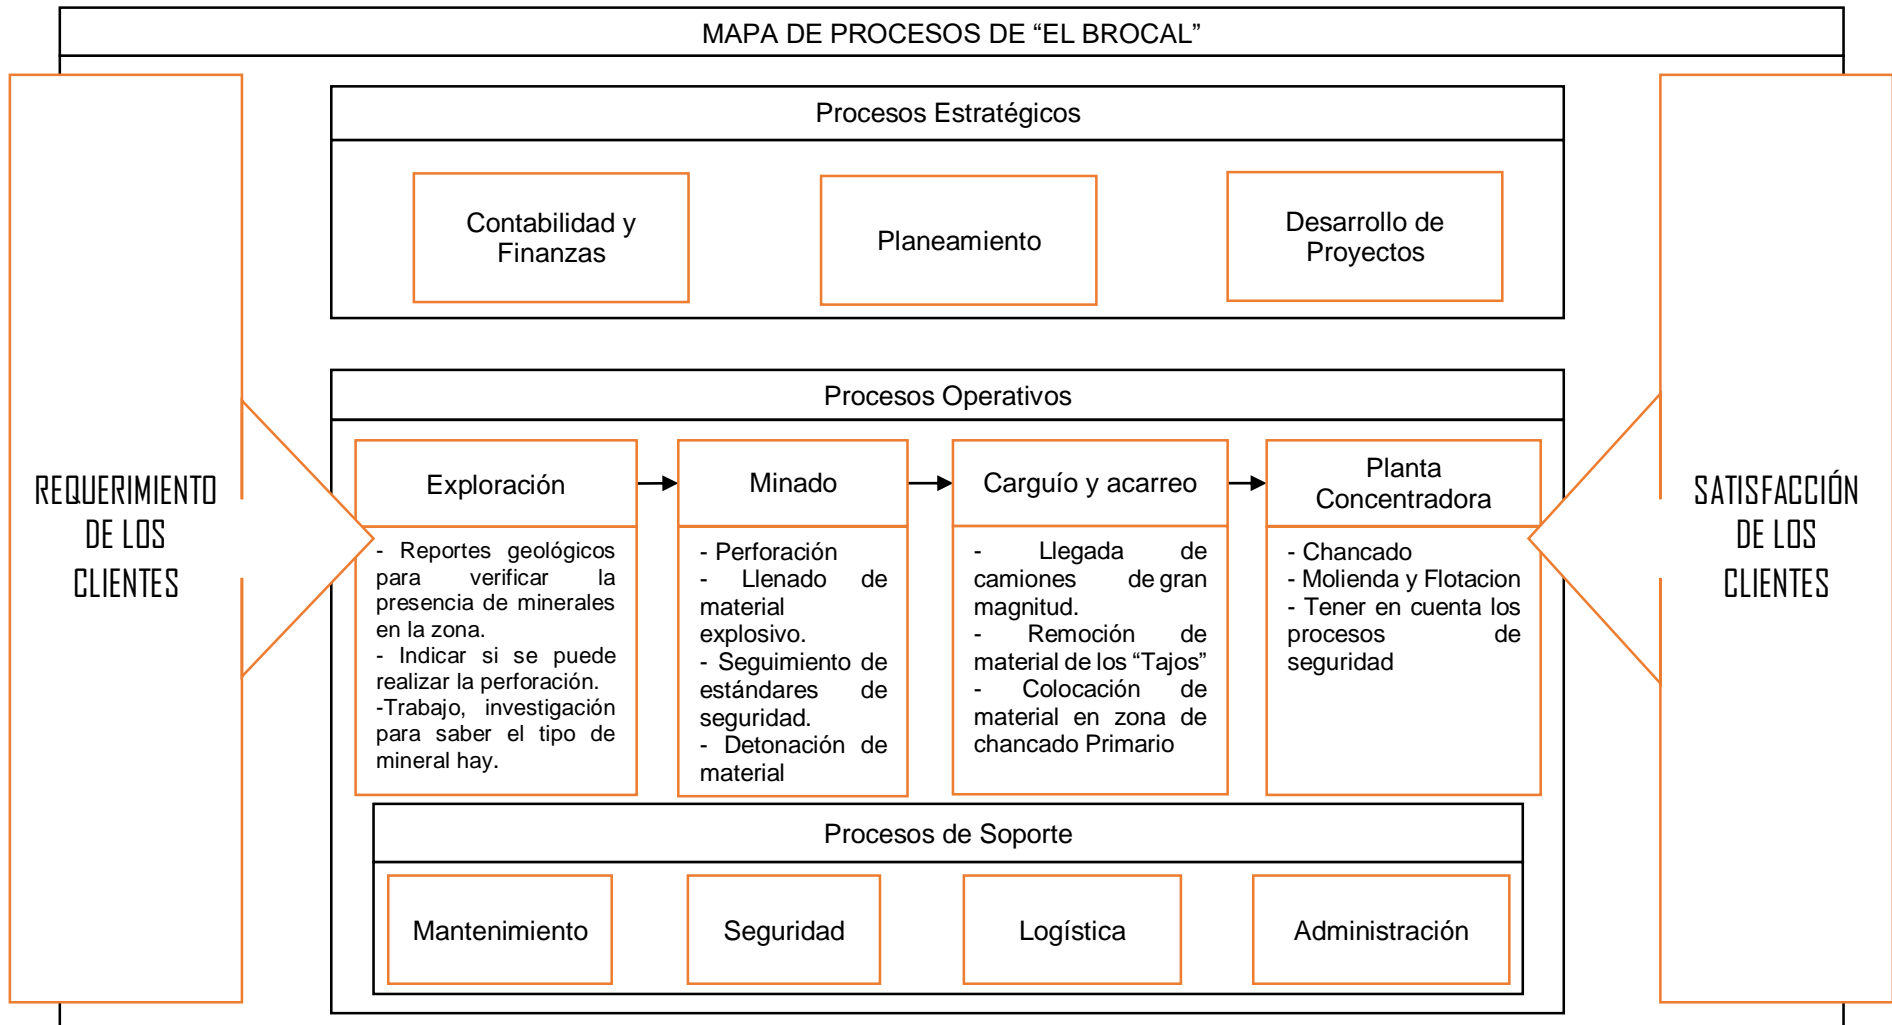 MAPA DE PROCESOS DE “EL BROCAL”
REQUERIMIENTO
DE LOS
CLIENTES
Procesos Estratégicos
Contabilidad y
Finanzas
Planeamiento
Desarrollo de
Proyectos
Procesos Operativos
Exploración
- Reportes geológicos
para verificar la
presencia de minerales
en la zona.
- Indicar si se puede
realizar la perforación.
-Trabajo, investigación
para saber el tipo de
mineral hay.
Minado
- Perforación
- Llenado de
material
explosivo.
- Seguimiento de
estándares de
seguridad.
- Detonación de
material
Carguío y acarreo
- Llegada de
camiones de gran
magnitud.
- Remoción de
material de los “Tajos”
- Colocación de
material en zona de
chancado Primario
Planta
Concentradora
- Chancado
- Molienda y Flotacion
- Tener en cuenta los
procesos de
seguridad
Procesos de Soporte
Mantenimiento
Seguridad
Logística
Administración
SATISFACCIÓN
DE LOS
CLIENTES